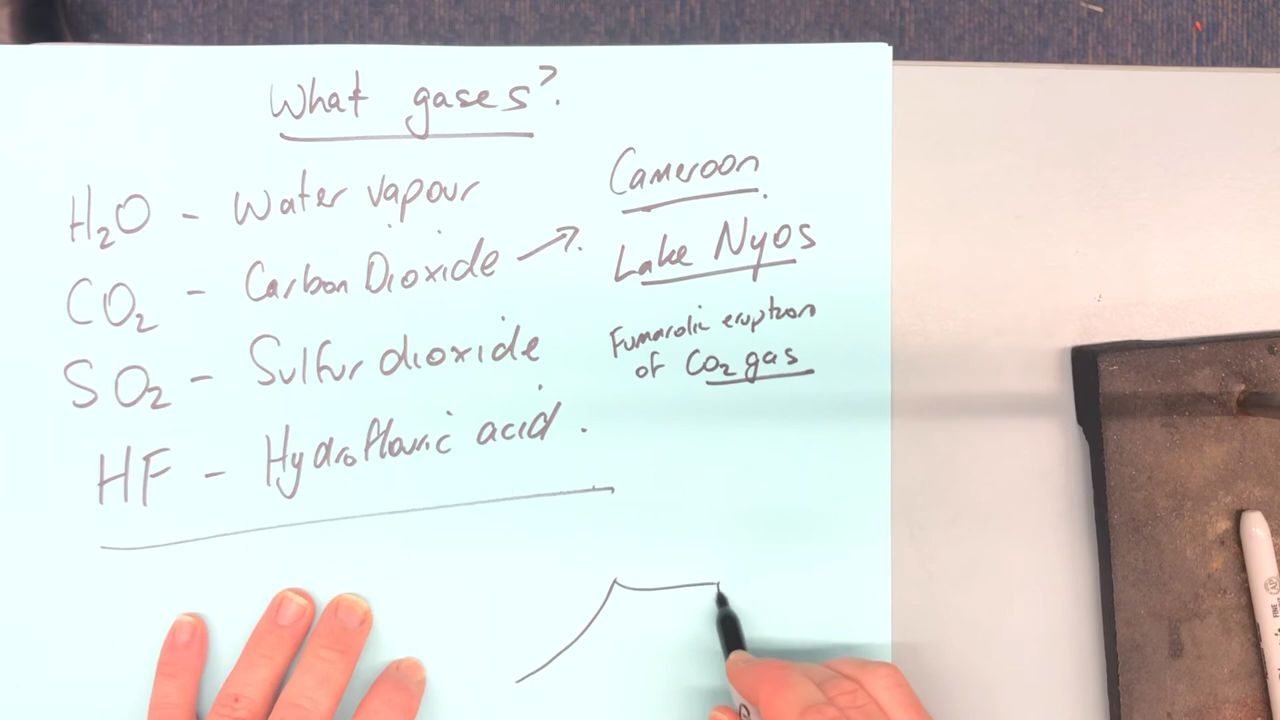 What gases?
H₂O - Water vapour
CO₂ - Carbon Dioxide →
SO₂ - Sulfur dioxide
HF - Hydroflouric acid.
Cameroon
Lake Nyos
Fumarolic eruption
of CO₂ gas